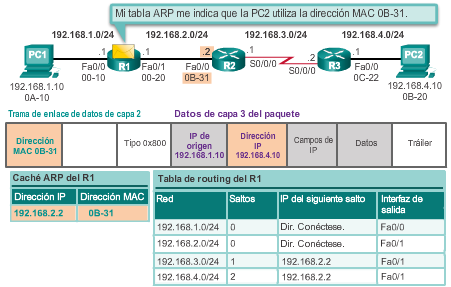 Mi tabla ARP me indica que la PC2 utiliza la dirección MAC 0B-31.
192.168.1.0/24
192.168.2.0/24
192.168.3.0/24
192.168.4.0/24
PC1
.1
.1
.2
.1
.2
.1
PC2
Fa0/0
R1
Fa0/1
Fa0/0
R2
S0/0/0
S0/0/0
R3
Fa0/0
192.168.1.10
00-10
00-20
0B-31
0C-22
192.168.4.10
0A-10
0B-20
Trama de enlace de datos de capa 2
Datos de capa 3 del paquete
Dirección
MAC 0B-31
Tipo 0x800
IP de
origen
192.168.1.10
Dirección
IP
192.168.4.10
Campos de
IP
Datos
Tráiler
Caché ARP del R1
Dirección IP Dirección MAC
192.168.2.2 0B-31
Tabla de routing del R1
Red Saltos IP del siguiente salto Interfaz de
salida
192.168.1.0/24 0 Dir. Conéctese. Fa0/0
192.168.2.0/24 0 Dir. Conéctese. Fa0/1
192.168.3.0/24 1 192.168.2.2 Fa0/1
192.168.4.0/24 2 192.168.2.2 Fa0/1